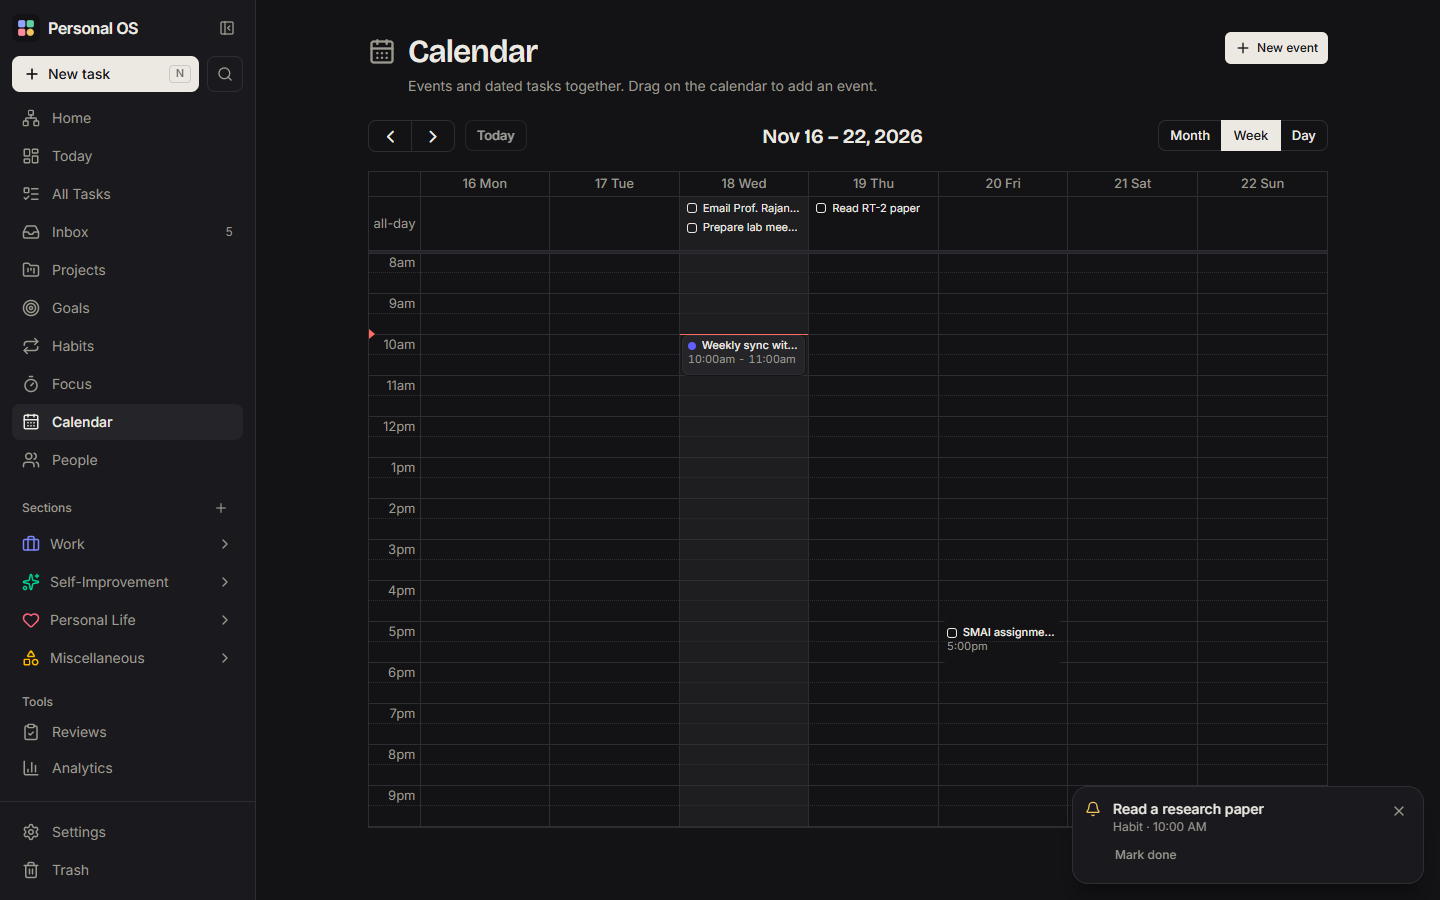 Personal OS
New task N
Home
Today
All Tasks
Inbox 5
Projects
Goals
Habits
Focus
Calendar
People
Sections
Work
Self-Improvement
Personal Life
Miscellaneous
Tools
Reviews
Analytics
Settings
Trash
Calendar
New event
Events and dated tasks together. Drag on the calendar to add an event.
Today
Nov 16 – 22, 2026
Month Week Day
16 Mon 17 Tue 18 Wed 19 Thu 20 Fri 21 Sat 22 Sun
all-day
Email Prof. Rajan...
Prepare lab mee...
Read RT-2 paper
8am
9am
10am
Weekly sync wit...
10:00am - 11:00am
11am
12pm
1pm
2pm
3pm
4pm
5pm
SMAI assignme...
5:00pm
6pm
7pm
8pm
9pm
Read a research paper
Habit · 10:00 AM
Mark done